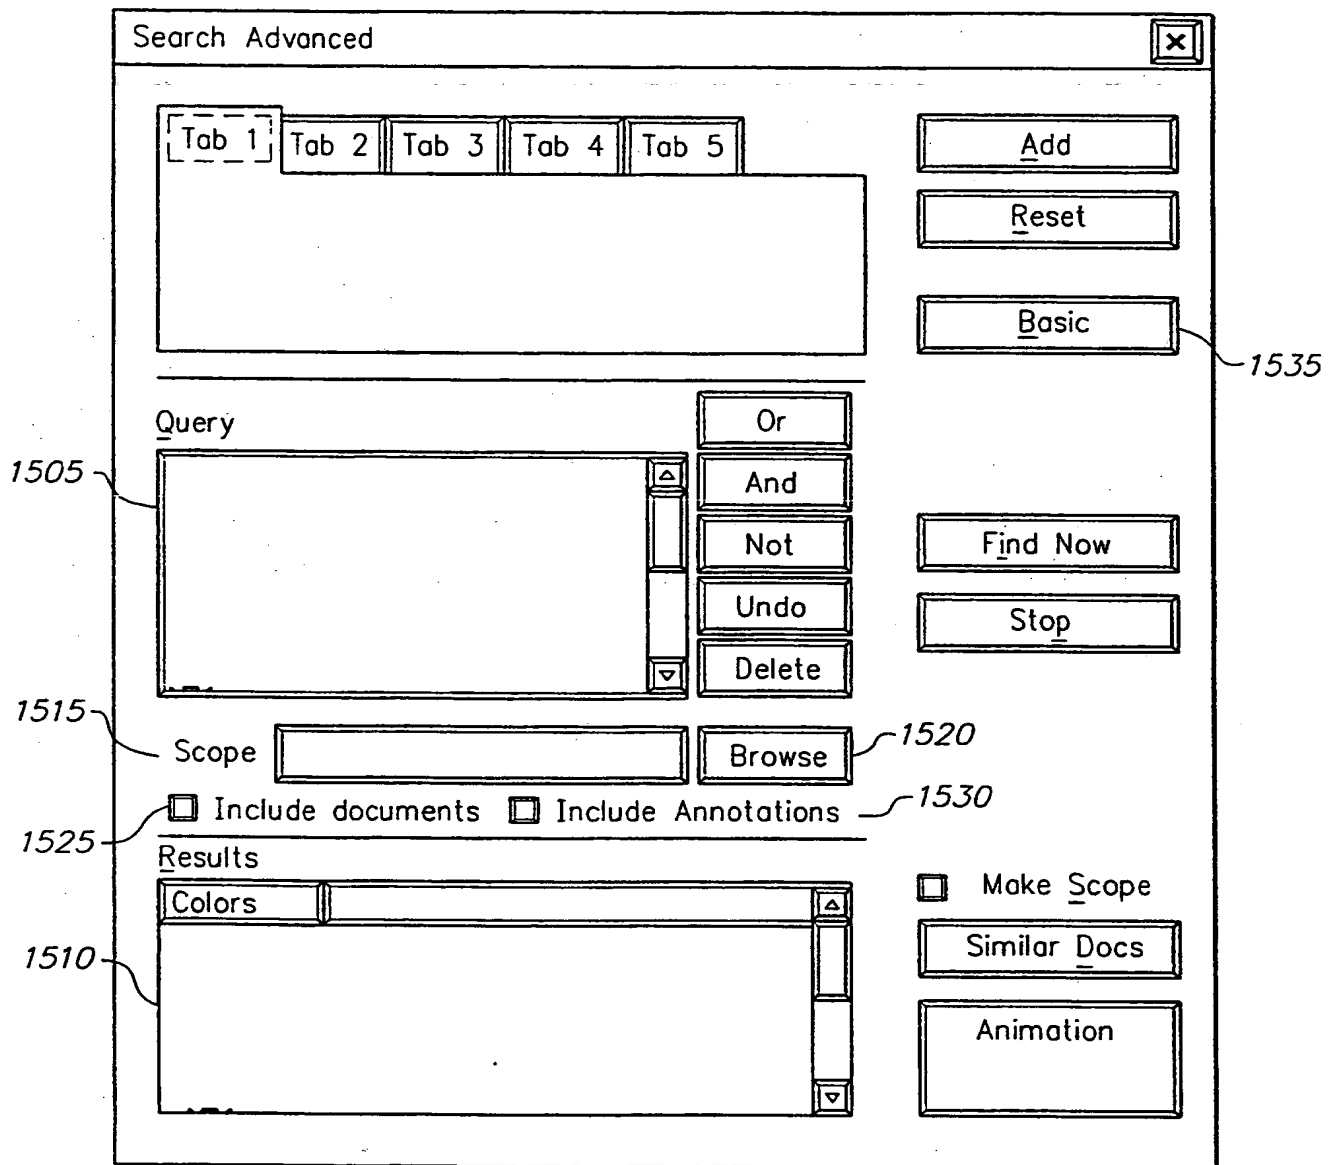 Search Advanced
Tab 1 Tab 2 Tab 3 Tab 4 Tab 5
Add
Reset
Basic
1535
Query
Or
1505
And
Not
Find Now
Undo
Stop
Delete
1515
Scope
Browse
1520
Include documents Include Annotations
1530
1525
Results
Colors
Make Scope
1510
Similar Docs
Animation